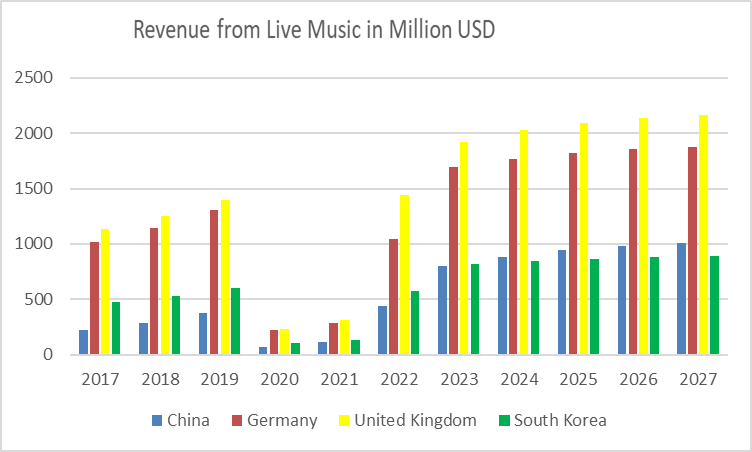 Revenue from Live Music in Million USD
2500
2000
1500
1000
500
0
2017 2018 2019 2020 2021 2022 2023 2024 2025 2026 2027
China Germany United Kingdom South Korea